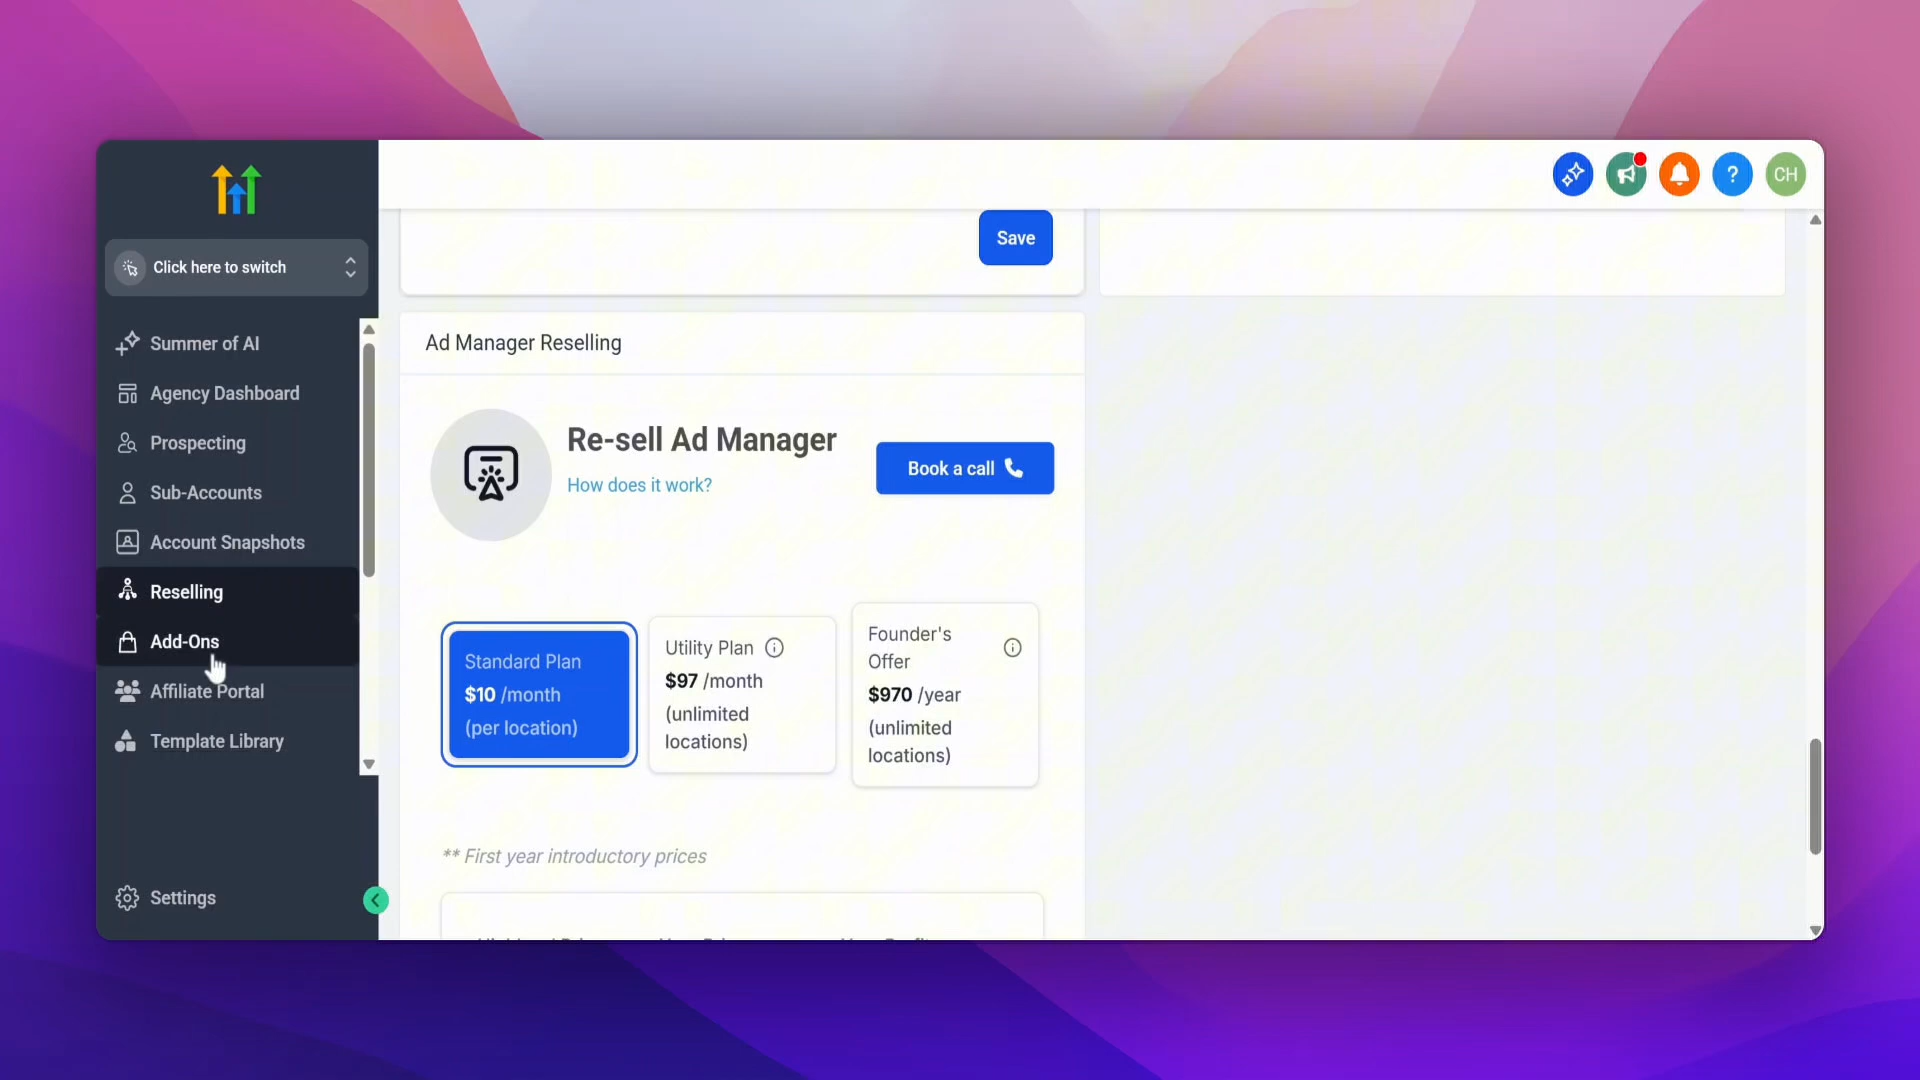 Click here to switch
Summer of AI
Agency Dashboard
Prospecting
Sub-Accounts
Account Snapshots
Reselling
Add-Ons
Affiliate Portal
Template Library
Settings
?
CH
Save
Ad Manager Reselling
Re-sell Ad Manager
How does it work?
Book a call
Standard Plan
$10 /month
(per location)
Utility Plan
$97 /month
(unlimited
locations)
Founder's
Offer
$970 /year
(unlimited
locations)
** First year introductory prices